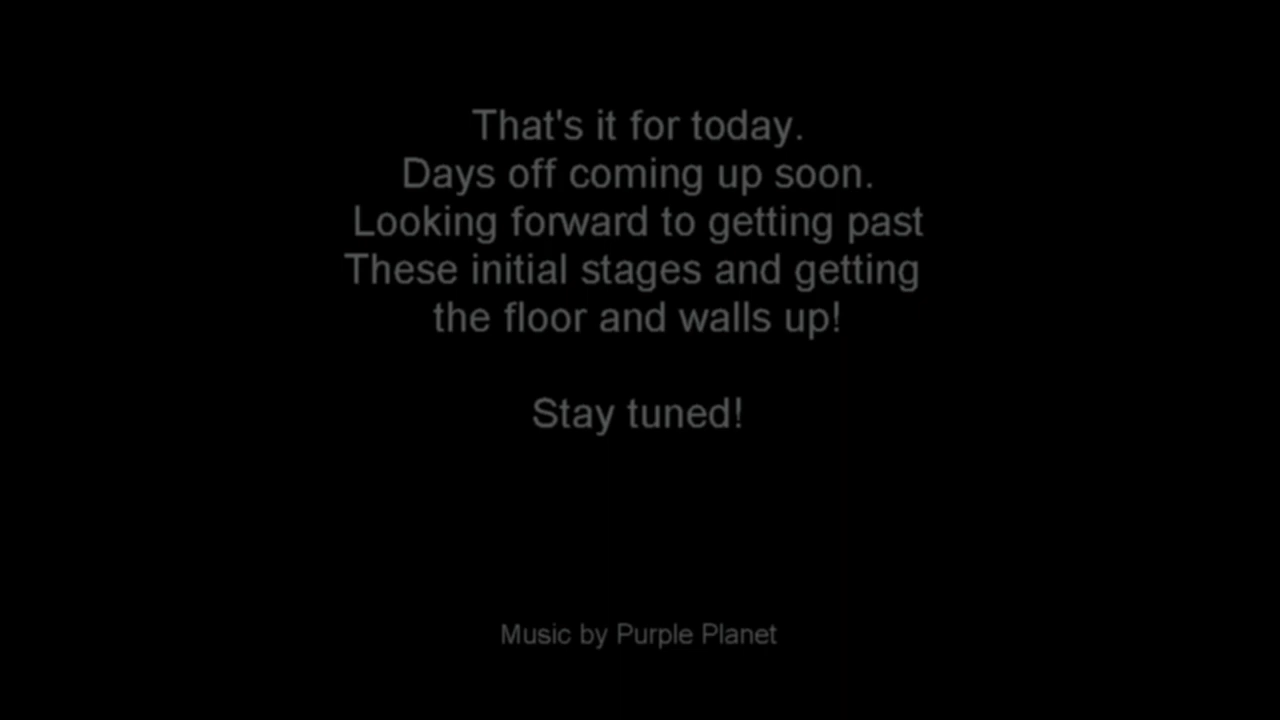 That's it for today.
Days off coming up soon.
Looking forward to getting past
These initial stages and getting
the floor and walls up!
Stay tuned!
Music by Purple Planet